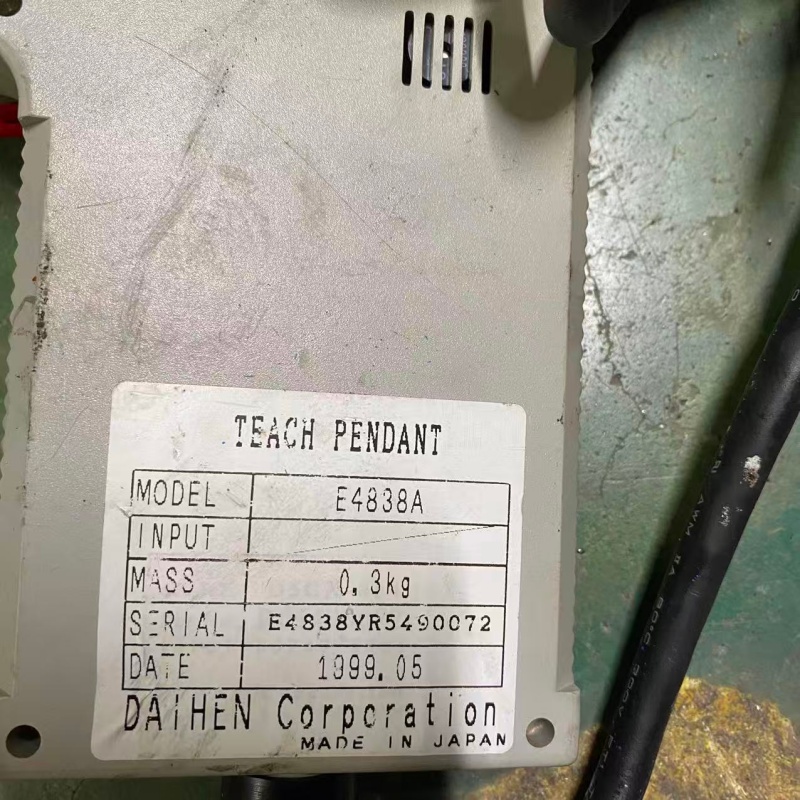 TEACH PENDANT
MODEL E4838A
INPUT
MASS 0.3kg
SERIAL E4838YR5490072
DATE 1999.05
DAIHEN Corporation
MADE IN JAPAN